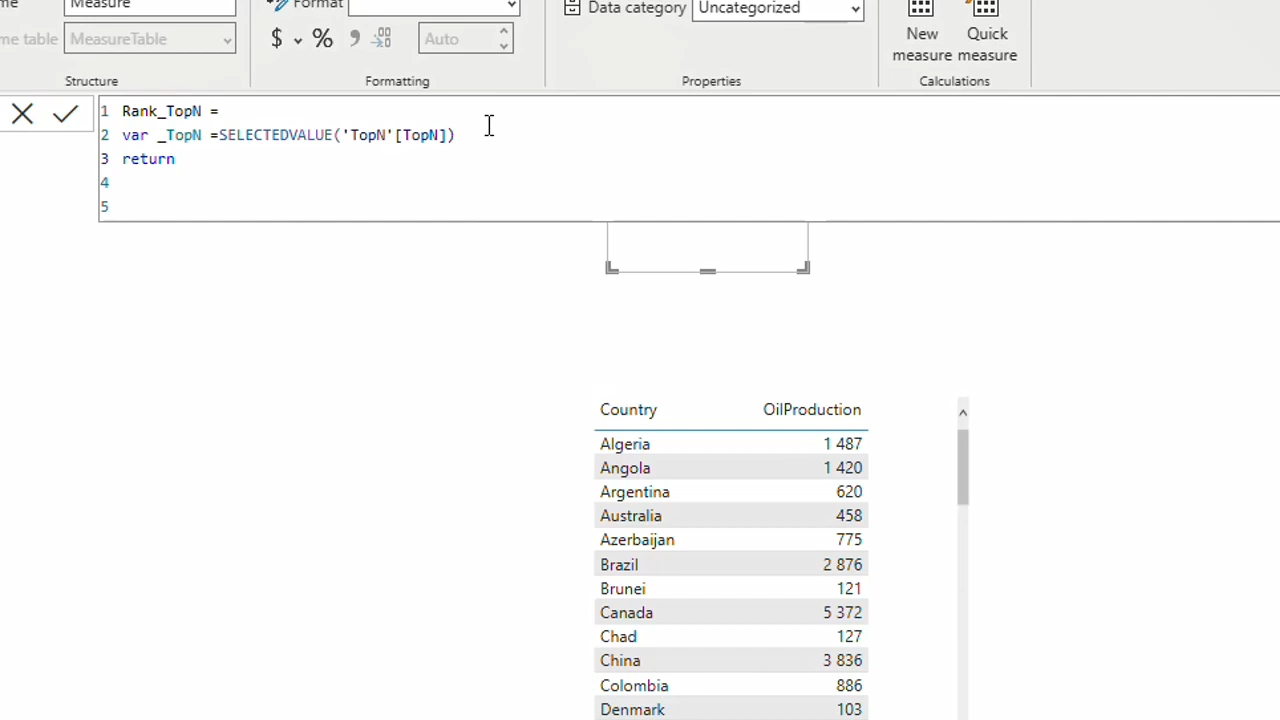 me Measure Format Data category Uncategorized
me table MeasureTable $ % Auto New measure Quick measure
Structure Formatting Properties Calculations
1 Rank_TopN =
2 var _TopN =SELECTEDVALUE('TopN'[TopN])
3 return
4
5
Country OilProduction
Algeria 1 487
Angola 1 420
Argentina 620
Australia 458
Azerbaijan 775
Brazil 2 876
Brunei 121
Canada 5 372
Chad 127
China 3 836
Colombia 886
Denmark 103